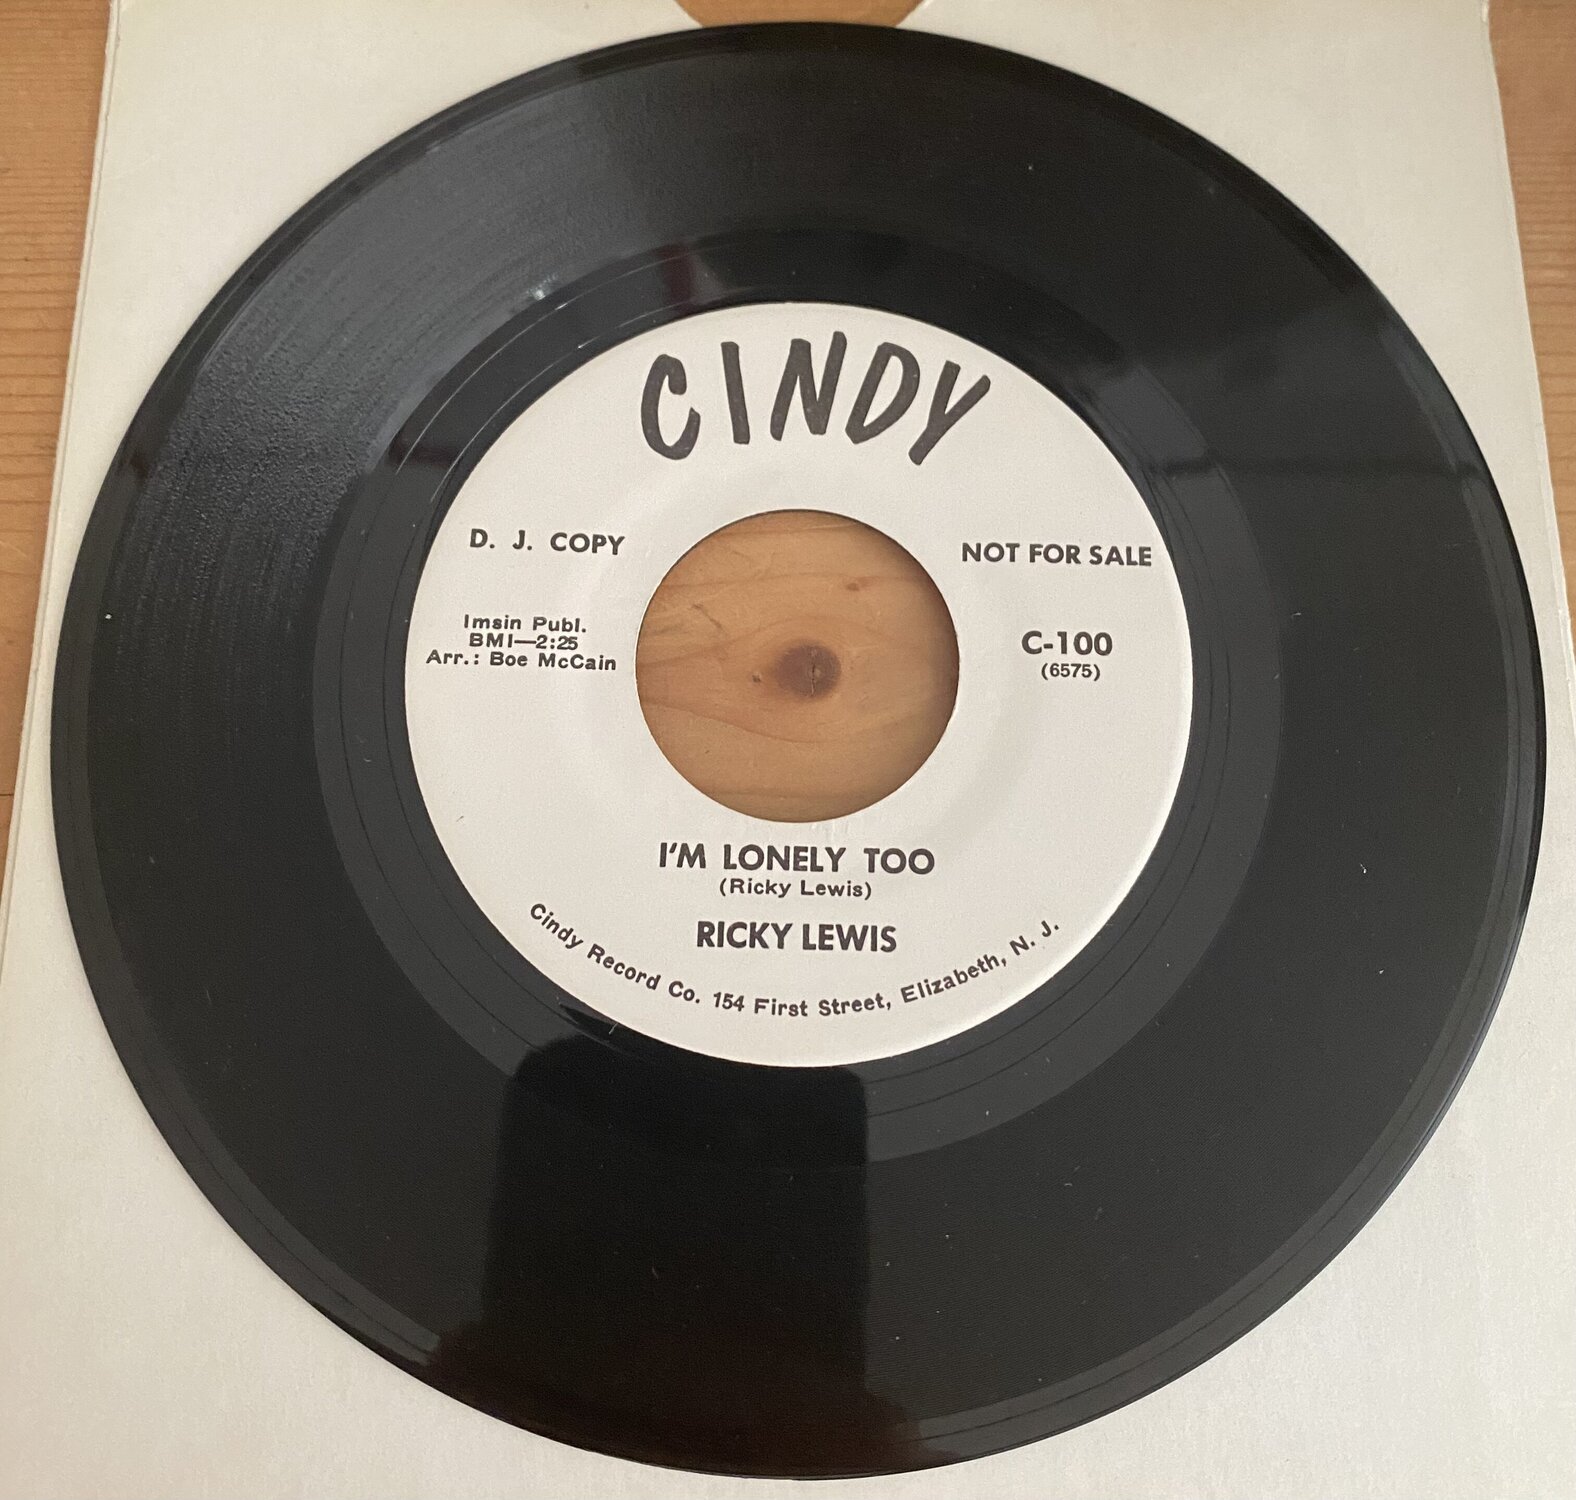 CINDY
D. J. COPY
NOT FOR SALE
Imsin Publ.
BMI—2:25
Arr.: Boe McCain
C-100
(6575)
I'M LONELY TOO
(Ricky Lewis)
RICKY LEWIS
Cindy Record Co. 154 First Street, Elizabeth, N. J.